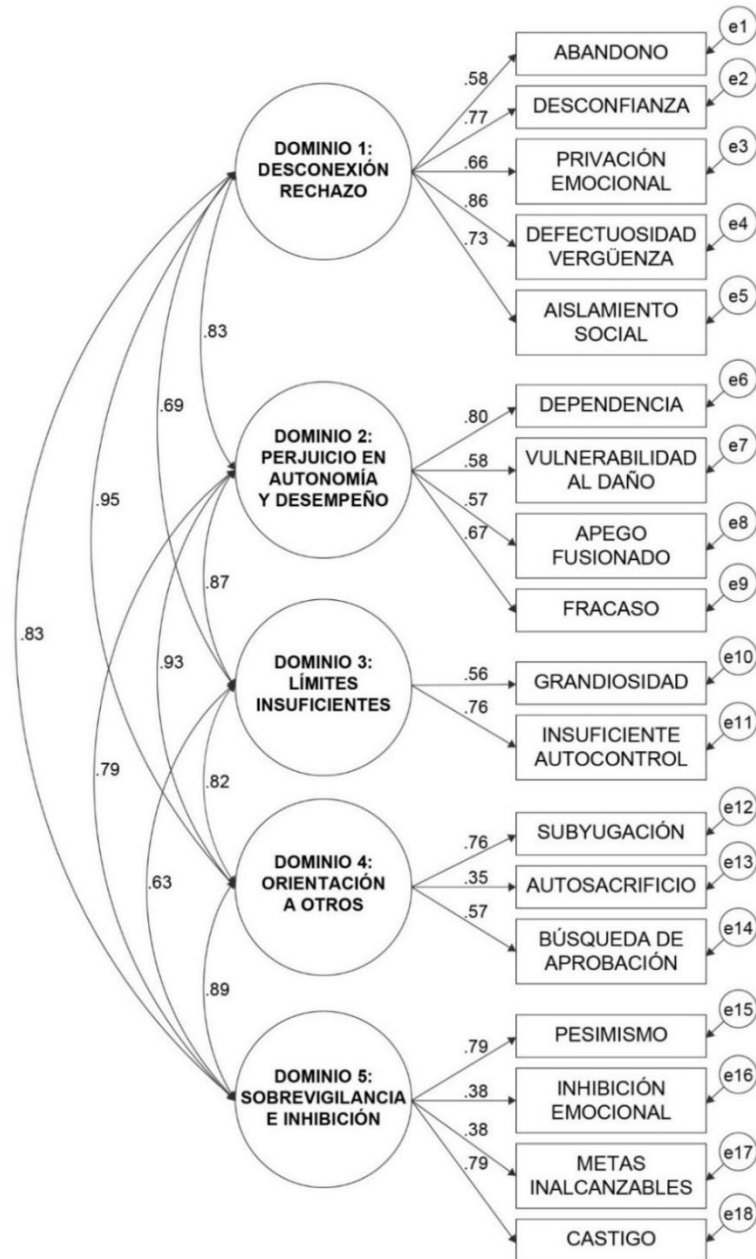 e1
ABANDONO
e2
.58
DESCONFIANZA
.77
DOMINIO 1:
DESCONEXIÓN
RECHAZO
e3
PRIVACIÓN
EMOCIONAL
.66
.86
e4
DEFECTUOSIDAD
VERGÜENZA
.73
e5
AISLAMIENTO
SOCIAL
.83
.69
.95
.83
e6
DEPENDENCIA
.80
DOMINIO 2:
PERJUICIO EN
AUTONOMÍA
Y DESEMPEÑO
e7
VULNERABILIDAD
AL DAÑO
.58
.57
e8
APEGO
FUSIONADO
.67
e9
FRACASO
.87
.93
.79
DOMINIO 3:
LÍMITES
INSUFICIENTES
e10
.56
GRANDIOSIDAD
.76
e11
INSUFICIENTE
AUTOCONTROL
.82
.63
e12
SUBYUGACIÓN
.76
DOMINIO 4:
ORIENTACIÓN
A OTROS
e13
.35
AUTOSACRIFICIO
.57
e14
BÚSQUEDA DE
APROBACIÓN
.89
e15
PESIMISMO
.79
DOMINIO 5:
SOBREVIGILANCIA
E INHIBICIÓN
e16
.38
INHIBICIÓN
EMOCIONAL
.38
e17
METAS
INALCANZABLES
.79
e18
CASTIGO